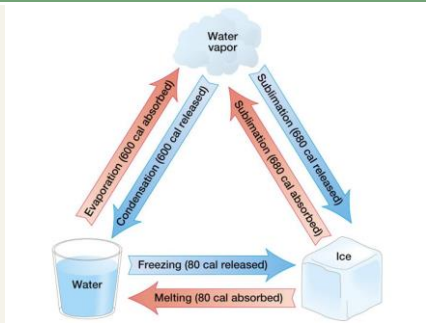 Water
vapor
Evaporation (600 cal absorbed)
Condensation (600 cal released)
Sublimation (680 cal absorbed)
Sublimation (680 cal released)
Water
Freezing (80 cal released)
Melting (80 cal absorbed)
Ice